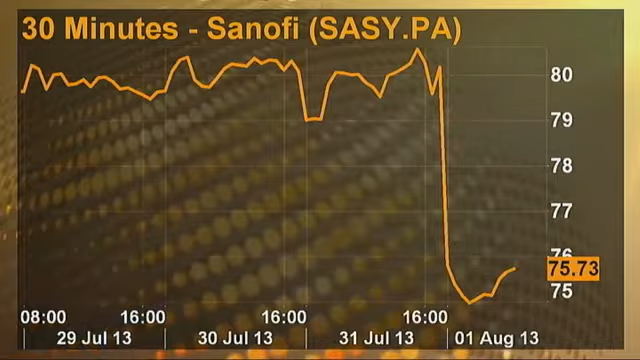 30 Minutes - Sanofi (SASY.PA)
80
79
78
77
76
75.73
75
08:00 16:00 16:00 16:00
29 Jul 13 30 Jul 13 31 Jul 13 01 Aug 13